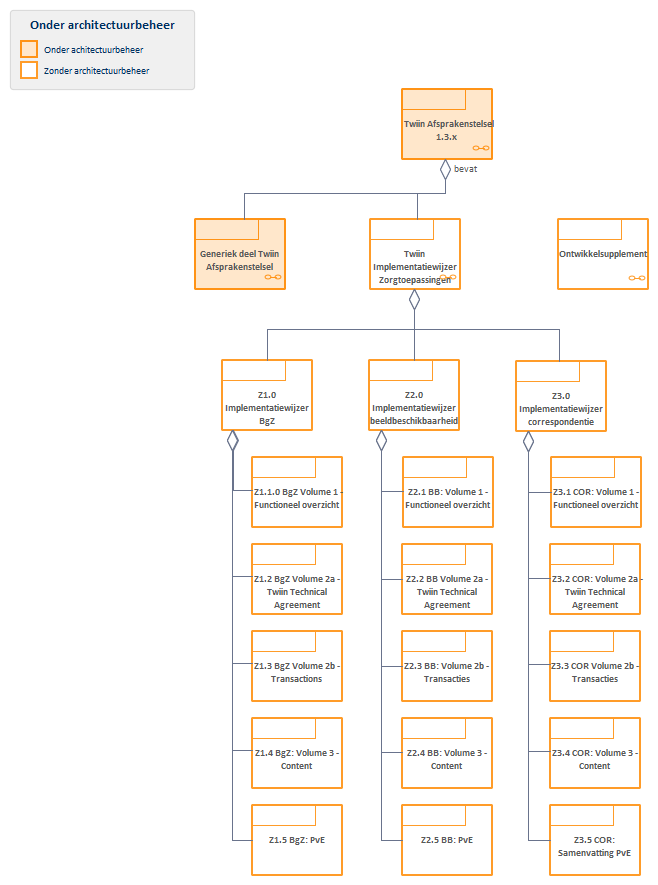 Onder architectuurbeheer
Onder achitectuurbeheer
Zonder architectuurbeheer
Twiin Afsprakenstelsel
1.3.x
bevat
Generiek deel Twiin
Afsprakenstelsel
Twiin
Implementatiewijzer
Zorgtoepassingen
Ontwikkelsupplement
Z1.0
Implementatiewijzer
BgZ
Z2.0
Implementatiewijzer
beeldbeschikbaarheid
Z3.0
Implementatiewijzer
correspondentie
Z1.1.0 BgZ Volume 1 -
Functioneel overzicht
Z2.1 BB: Volume 1 -
Functioneel overzicht
Z3.1 COR: Volume 1 -
Functioneel overzicht
Z1.2 BgZ Volume 2a -
Twiin Technical
Agreement
Z2.2 BB Volume 2a -
Twiin Technical
Agreement
Z3.2 COR: Volume 2a -
Twiin Technical
Agreement
Z1.3 BgZ Volume 2b -
Transactions
Z2.3 BB: Volume 2b -
Transacties
Z3.3 COR Volume 2b -
Transacties
Z1.4 BgZ: Volume 3 -
Content
Z2.4 BB: Volume 3 -
Content
Z3.4 COR: Volume 3 -
Content
Z1.5 BgZ: PvE
Z2.5 BB: PvE
Z3.5 COR:
Samenvatting PvE